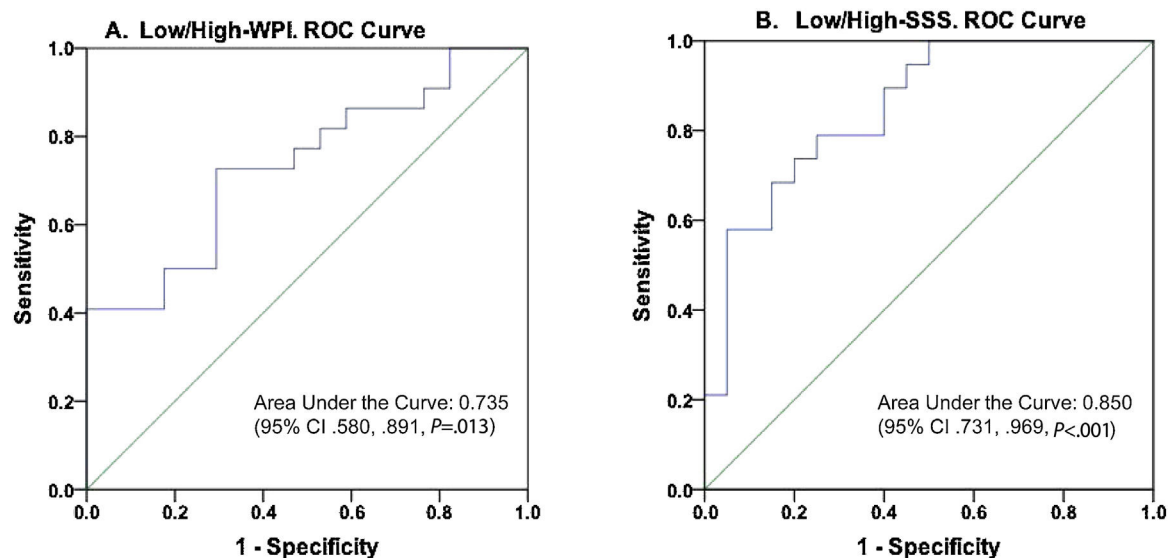 A. Low/High-WPI. ROC Curve
1.0
0.8
0.6
0.4
0.2
0.0
Sensitivity
Area Under the Curve: 0.735
(95% CI .580, .891, P=.013)
0.0 0.2 0.4 0.6 0.8 1.0
1 - Specificity
B. Low/High-SSS. ROC Curve
1.0
0.8
0.6
0.4
0.2
0.0
Sensitivity
Area Under the Curve: 0.850
(95% CI .731, .969, P<.001)
0.0 0.2 0.4 0.6 0.8 1.0
1 - Specificity